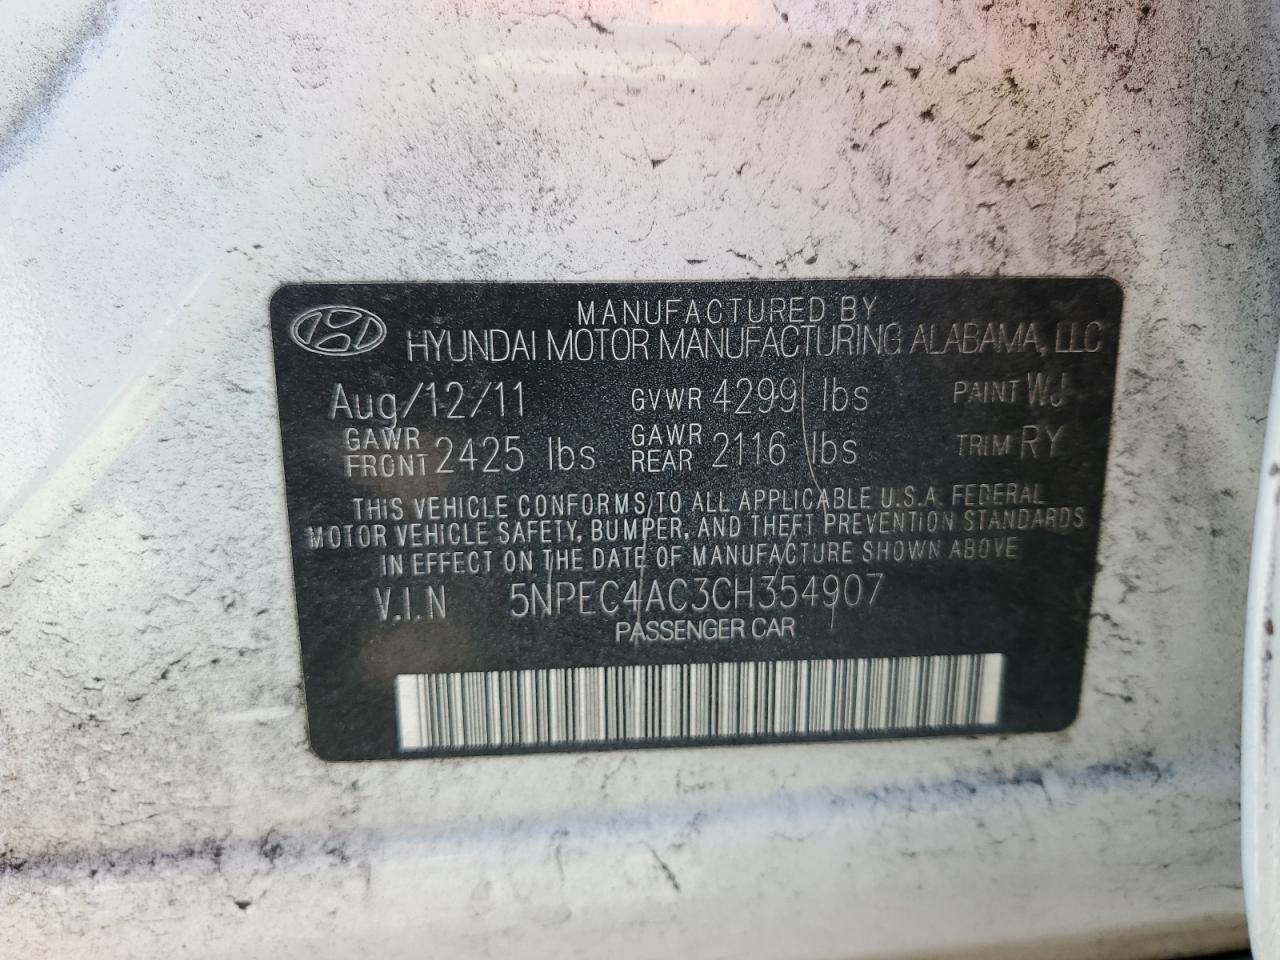 MANUFACTURED BY
HYUNDAI MOTOR MANUFACTURING ALABAMA, LLC
Aug/12/11 GVWR 4299 lbs PAINT WJ
GAWR FRONT 2425 lbs GAWR REAR 2116 lbs TRIM RY
THIS VEHICLE CONFORMS TO ALL APPLICABLE U.S.A. FEDERAL
MOTOR VEHICLE SAFETY, BUMPER, AND THEFT PREVENTION STANDARDS
IN EFFECT ON THE DATE OF MANUFACTURE SHOWN ABOVE
V.I.N 5NPEC4AC3CH354907
PASSENGER CAR